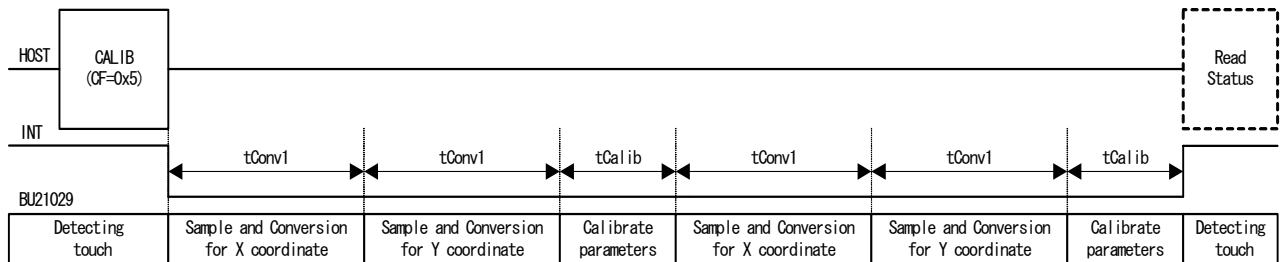 HOST
CALIB
(CF=0x5)
Read
Status
INT
tConv1 tConv1 tCalib tConv1 tConv1 tCalib
BU21029
Detecting
touch
Sample and Conversion
for X coordinate
Sample and Conversion
for Y coordinate
Calibrate
parameters
Sample and Conversion
for X coordinate
Sample and Conversion
for Y coordinate
Calibrate
parameters
Detecting
touch